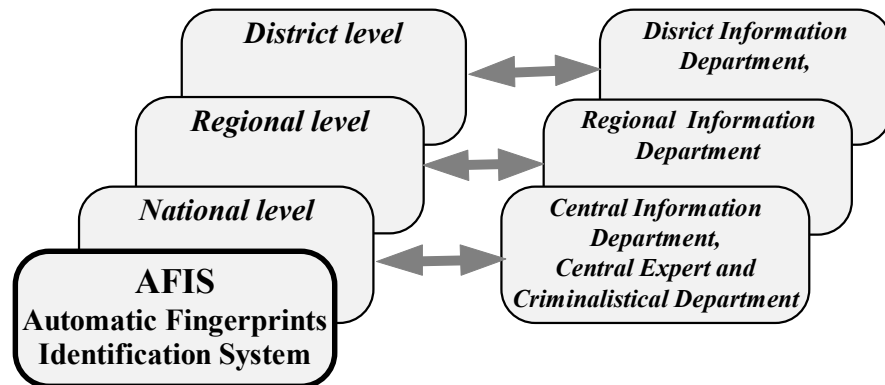 District level
Disrict Information
Department,
Regional level
Regional Information
Department
National level
Central Information
Department,
Central Expert and
Criminalistical Department
AFIS
Automatic Fingerprints
Identification System